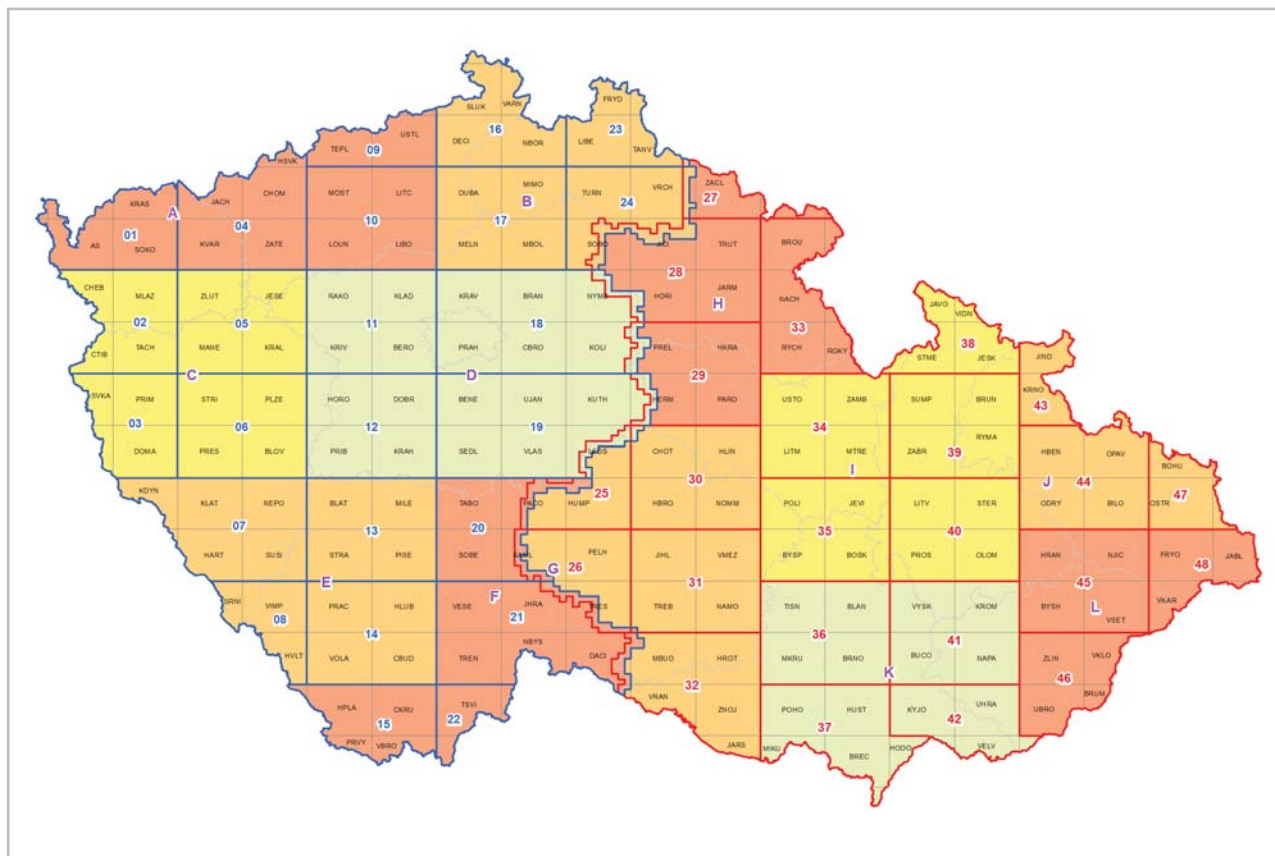 SLUK VARN FRYD
USTL 16 23
TEPL 09 DECI NBOR LIBE TANV
HSVK
KRAS JACH CHOM MOST LITC DUBA MIMO TURN VRCH ZACL
A B 24 27
01 04 10 17
AS SOKO KVAR ZATE LOUN LIBO MELN MBOL SOBO JICI TRUT BROU
28
CHEB MLAZ ZLUT JESE RAKO KLAD KRAV BRAN NYMB HORI JARM NACH
H JAVO VIDN
02 05 11 18 33 38
CTIB TACH MANE KRAL KRIV BERO PRAH CBRO KOLI PREL HKRA RYCH ROKY STME JESK JIND
C D 29
SVKA PRIM STRI PLZE HORO DOBR BENE UJAN KUTH HERM PARD USTO ZAMB SUMP BRUN KRNO
43
03 06 12 19 34
DOMA PRES BLOV PRIB KRAH SEDL VLAS CHOT HLIN LITM MTRE ZABR RYMA HBEN OPAV BOHU
39
30 I J 44 47
KDYN KLAT NEPO BLAT MILE TABO PACO HUMP HBRO NOMM POLI JEVI LITV STER ODRY BILO OSTR
25
07 13 20 35 40
HART SUSI STRA PISE SOBE KAML PELH JIHL VMEZ BYSP BOSK PROS OLOM HRAN NJIC FRYO JABL
G 26 31 45 48
E F
SRNI VIMP PRAC HLUB VESE JHRA TRES TREB NAMO TISN BLAN VYSK KROM BYSH VSET VKAR
L
08 14 21 36 41
HVLT VOLA CBUD TREN NBYS DACI MBUD HROT MKRU BRNO BUCO NAPA ZLIN VKLO
K 46
32
HPLA CKRU TSVI VRAN ZNOJ POHO HUST KYJO UHRA UBRO BRUM
15 22 37 42
PRVY VBRO JARS MIKU BREC HODO VELV